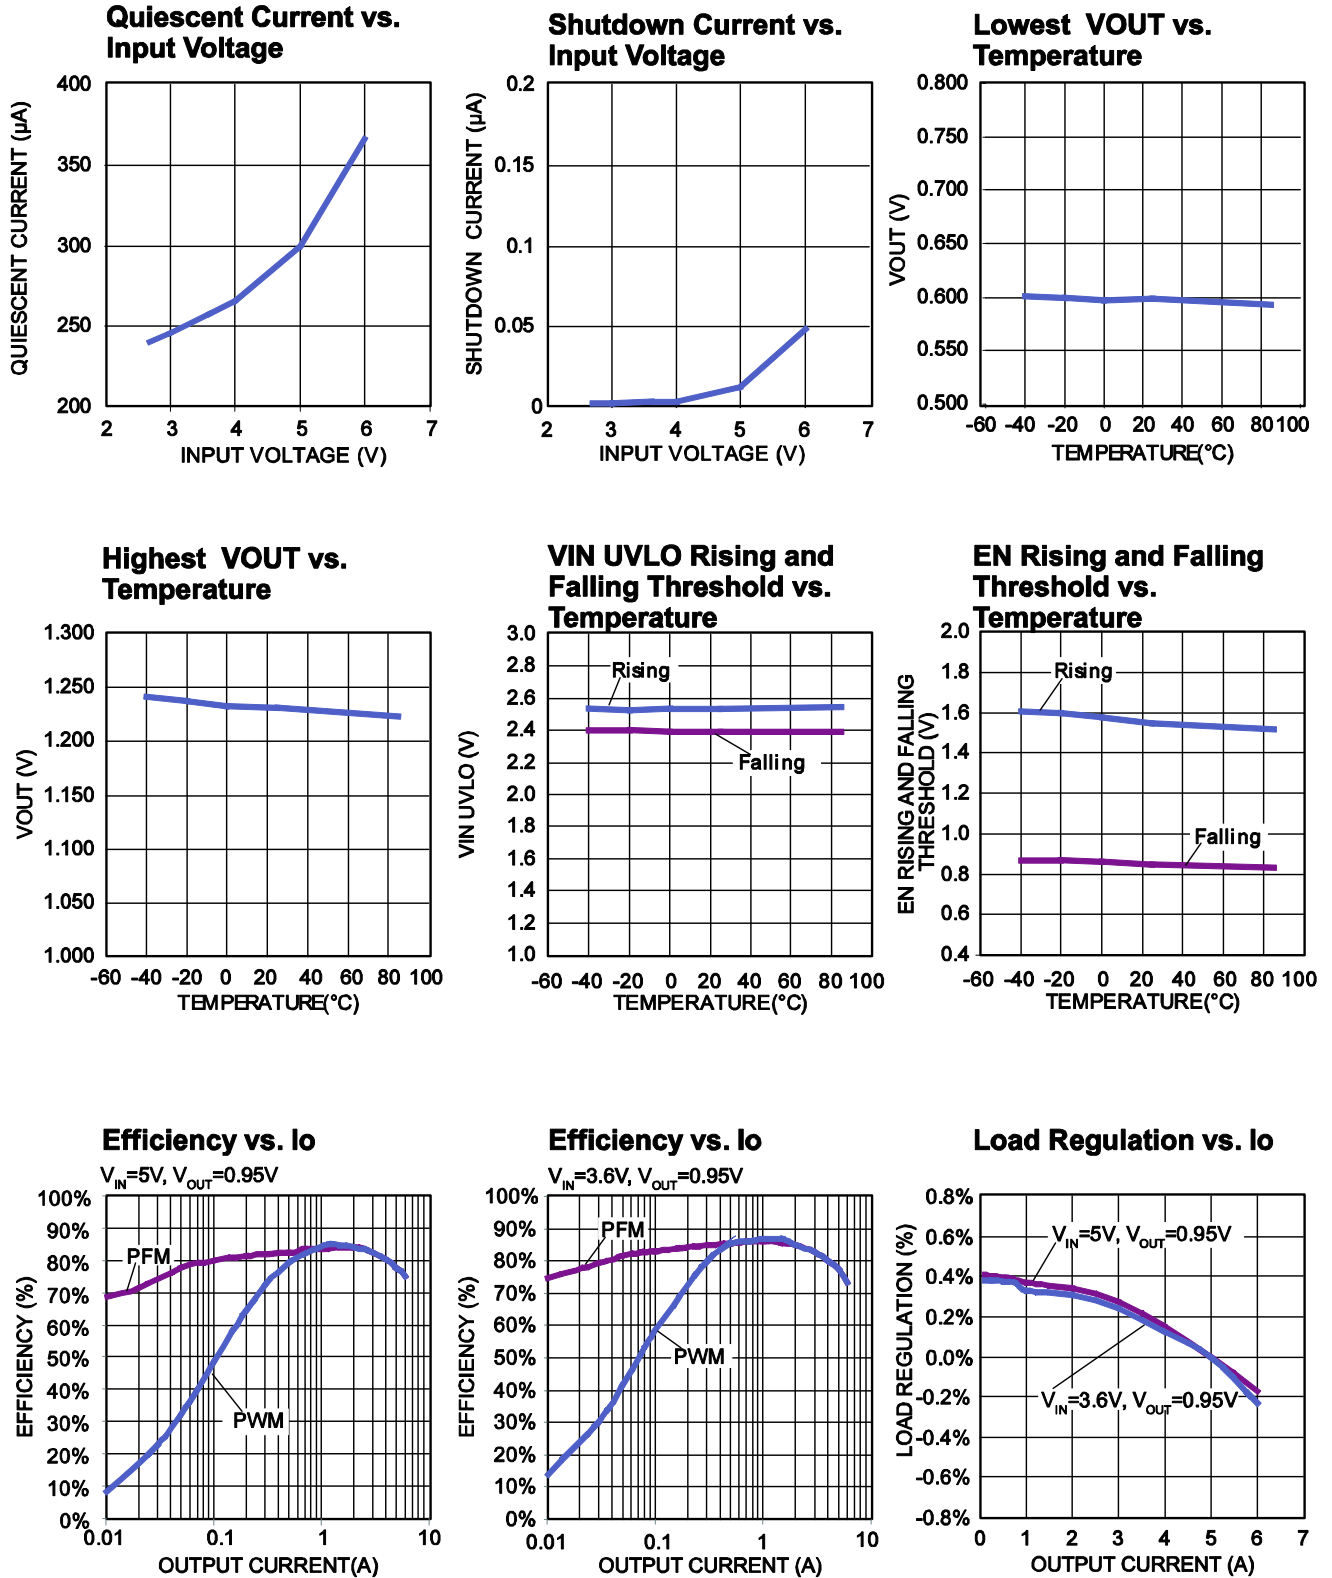 Quiescent Current vs.
Input Voltage
QUIESCENT CURRENT (µA)
400
350
300
250
200
2 3 4 5 6 7
INPUT VOLTAGE (V)
Shutdown Current vs.
Input Voltage
SHUTDOWN CURRENT (µA)
0.2
0.15
0.1
0.05
0
2 3 4 5 6 7
INPUT VOLTAGE (V)
Lowest VOUT vs.
Temperature
VOUT (V)
0.800
0.750
0.700
0.650
0.600
0.550
0.500
-60 -40 -20 0 20 40 60 80 100
TEMPERATURE(°C)
Highest VOUT vs.
Temperature
VOUT (V)
1.300
1.250
1.200
1.150
1.100
1.050
1.000
-60 -40 -20 0 20 40 60 80 100
TEMPERATURE(°C)
VIN UVLO Rising and
Falling Threshold vs.
Temperature
VIN UVLO (V)
3.0
2.8
2.6
2.4
2.2
2.0
1.8
1.6
1.4
1.2
1.0
Rising
Falling
-60 -40 -20 0 20 40 60 80 100
TEMPERATURE(°C)
EN Rising and Falling
Threshold vs.
Temperature
EN RISING AND FALLING
THRESHOLD (V)
2.0
1.8
1.6
1.4
1.2
1.0
0.8
0.6
0.4
Rising
Falling
-60 -40 -20 0 20 40 60 80 100
TEMPERATURE(°C)
Efficiency vs. Io
VIN=5V, VOUT=0.95V
EFFICIENCY (%)
100%
90%
80%
70%
60%
50%
40%
30%
20%
10%
0%
PFM
PWM
0.01 0.1 1 10
OUTPUT CURRENT(A)
Efficiency vs. Io
VIN=3.6V, VOUT=0.95V
EFFICIENCY (%)
100%
90%
80%
70%
60%
50%
40%
30%
20%
10%
0%
PFM
PWM
0.01 0.1 1 10
OUTPUT CURRENT (A)
Load Regulation vs. Io
LOAD REGULATION (%)
0.8%
0.6%
0.4%
0.2%
0.0%
-0.2%
-0.4%
-0.6%
-0.8%
VIN=5V, VOUT=0.95V
VIN=3.6V, VOUT=0.95V
0 1 2 3 4 5 6 7
OUTPUT CURRENT (A)